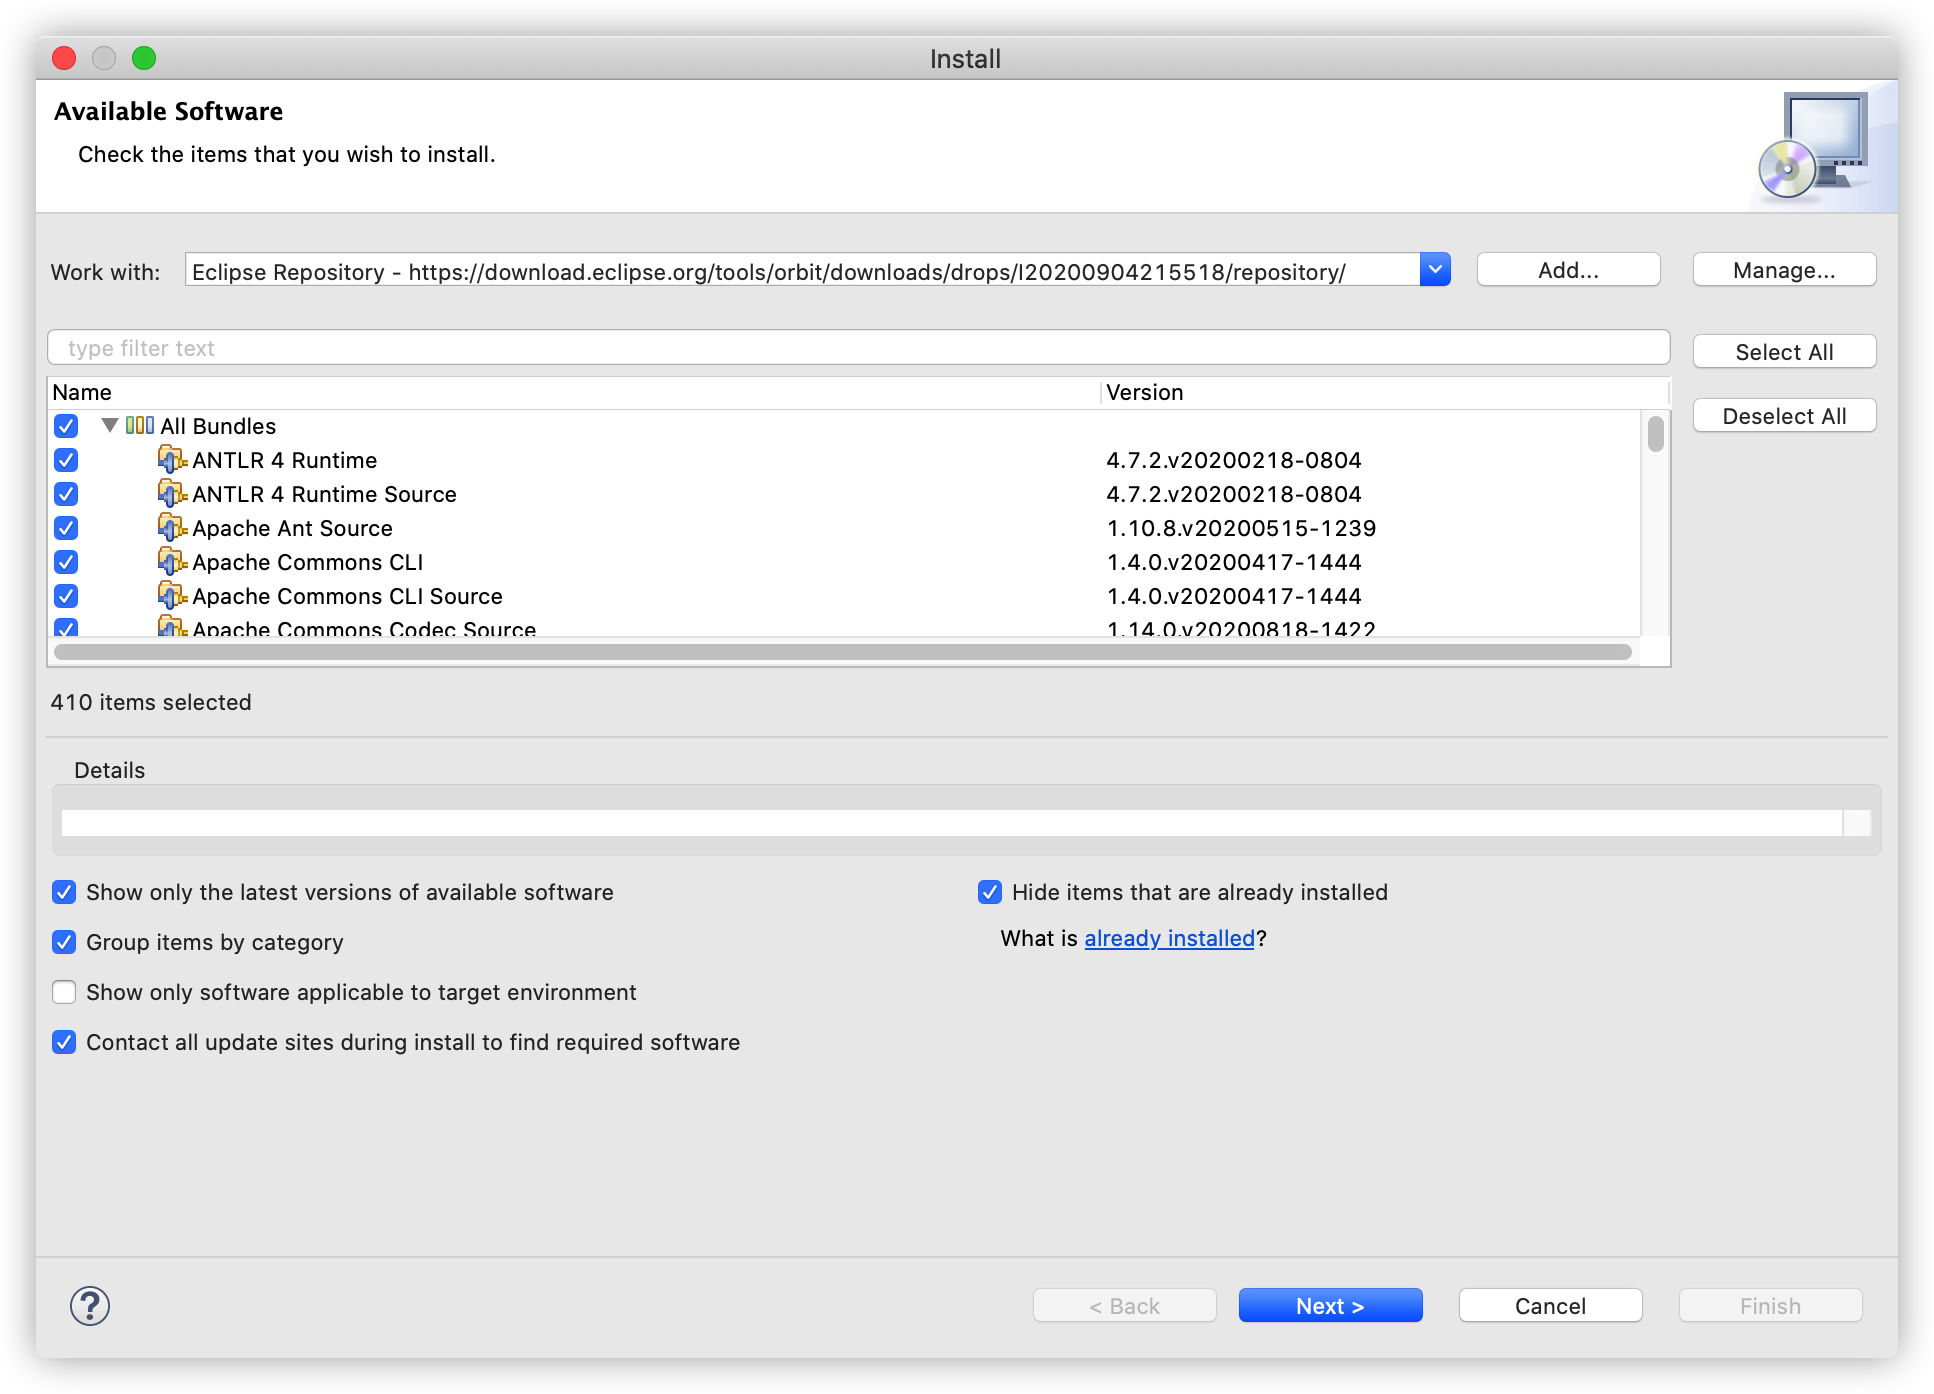 Install
Available Software
Check the items that you wish to install.
Work with: Eclipse Repository - https://download.eclipse.org/tools/orbit/downloads/drops/I20200904215518/repository/ Add... Manage...
type filter text Select All
Name Version
Deselect All
All Bundles
ANTLR 4 Runtime 4.7.2.v20200218-0804
ANTLR 4 Runtime Source 4.7.2.v20200218-0804
Apache Ant Source 1.10.8.v20200515-1239
Apache Commons CLI 1.4.0.v20200417-1444
Apache Commons CLI Source 1.4.0.v20200417-1444
Apache Commons Codec Source 1.14.0.v20200818-1422
410 items selected
Details
Show only the latest versions of available software Hide items that are already installed
Group items by category What is already installed?
Show only software applicable to target environment
Contact all update sites during install to find required software
? < Back Next > Cancel Finish